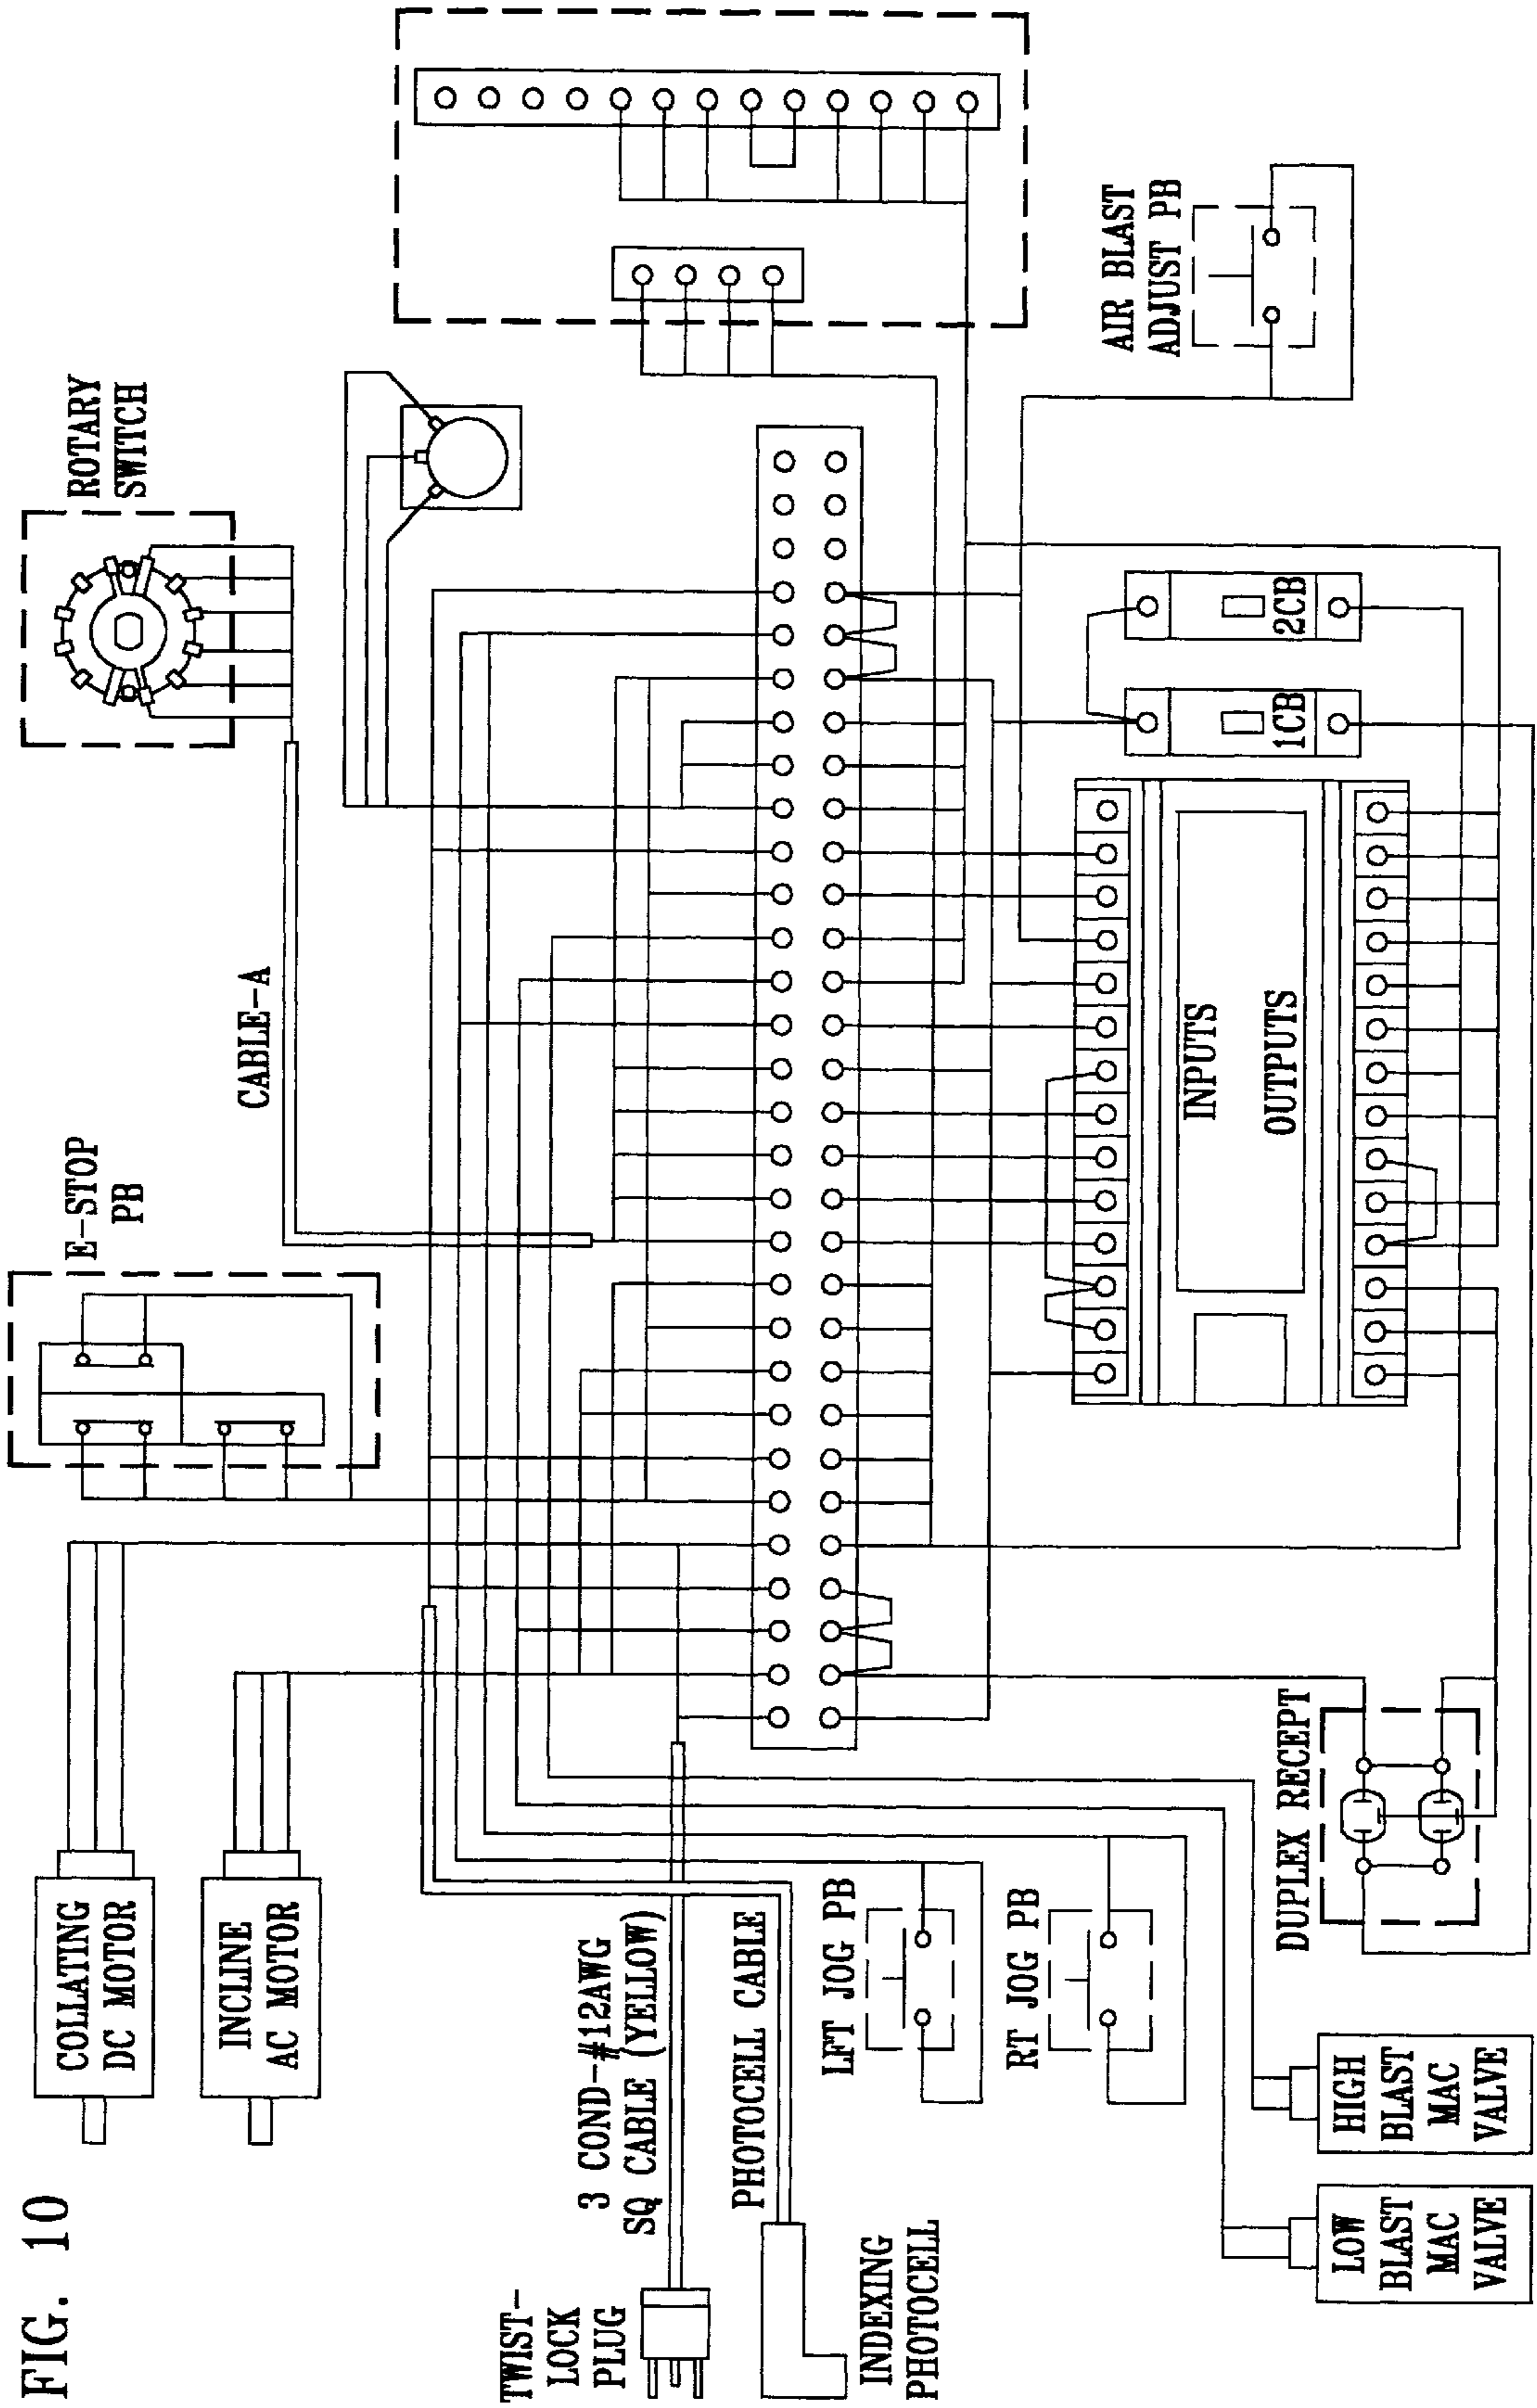 FIG. 10
COLLATING
DC MOTOR
INCLINE
AC MOTOR
E-STOP
PB
CABLE-A
ROTARY
SWITCH
TWIST-
LOCK
PLUG
3 COND-#12AWG
SQ CABLE (YELLOW)
PHOTOCELL CABLE
INDEXING
PHOTOCELL
LFT JOG PB
RT JOG PB
LOW
BLAST
MAC
VALVE
HIGH
BLAST
MAC
VALVE
DUPLEX RECEPT
INPUTS
OUTPUTS
1CB
2CB
AIR BLAST
ADJUST PB